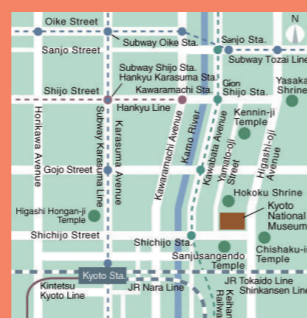 Oike Street
Sanjo Street
Subway Oike Sta.
Sanjo Sta.
Subway Tozai Line
N
Subway Shijo Sta.
Hankyu Karasuma Sta.
Shijo Street
Kawaramachi Sta.
Gion
Shijo Sta.
Yasaka
Shrine
Hankyu Line
Horikawa Avenue
Subway Karasuma Line
Karasuma Avenue
Kawaramachi Avenue
Kamo River
Kawabata Avenue
Yamato-oji
Street
Higashi-oji
Avenue
Kennin-ji
Temple
Gojo Street
Hokoku Shrine
Higashi Hongan-ji
Temple
Kyoto
National
Museum
Shichijo Street
Shichijo Sta.
Sanjusangendo
Temple
Chishaku-in
Temple
Kyoto Sta.
Kintetsu
Kyoto Line
JR Nara Line
Keihan
Railway
JR Tokaido Line
Shinkansen Line